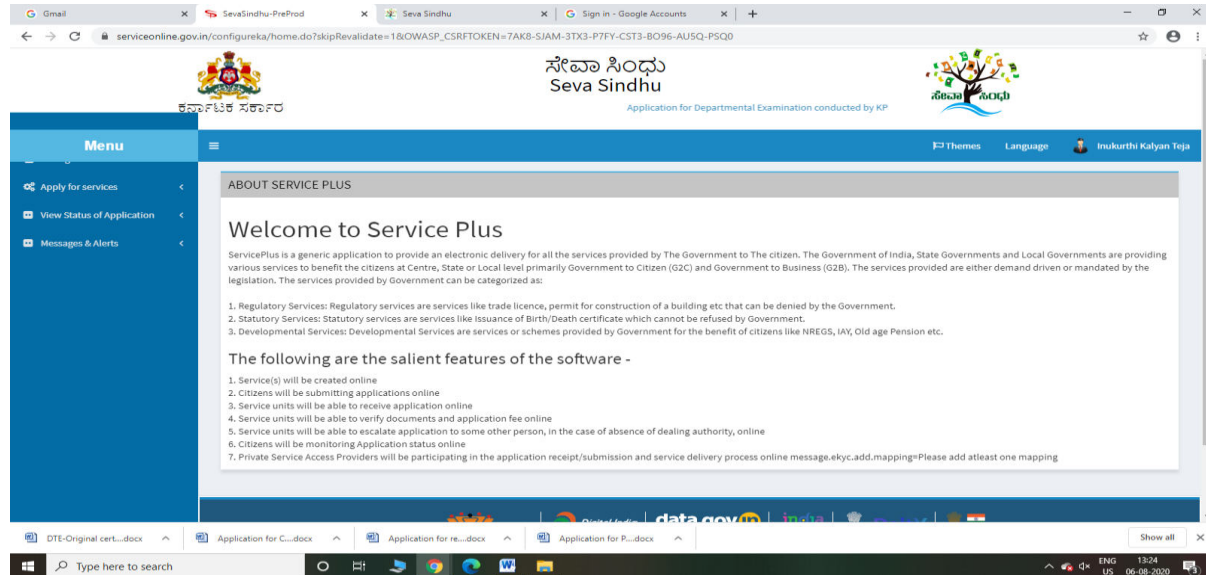 Gmail
SevaSindhu-PreProd
Seva Sindhu
Sign in - Google Accounts
serviceonline.gov.in/configureka/home.do?skipRevalidate=1&OWASP_CSRFTOKEN=7AK8-SJAM-3TX3-P7FY-CST3-BO96-AU5Q-PSQ0
ಕರ್ನಾಟಕ ಸರ್ಕಾರ
ಸೇವಾ ಸಿಂಧು
Seva Sindhu
Application for Departmental Examination conducted by KP
ಸೇವಾ ಸಿಂಧು
Menu
Themes
Language
Inukurthi Kalyan Teja
Apply for services
View Status of Application
Messages & Alerts
ABOUT SERVICE PLUS
Welcome to Service Plus
ServicePlus is a generic application to provide an electronic delivery for all the services provided by The Government to The citizen. The Government of India, State Governments and Local Governments are providing
various services to benefit the citizens at Centre, State or Local level primarily Government to Citizen (G2C) and Government to Business (G2B). The services provided are either demand driven or mandated by the
legislation. The services provided by Government can be categorized as:
1. Regulatory Services: Regulatory services are services like trade licence, permit for construction of a building etc that can be denied by the Government.
2. Statutory Services: Statutory services are services like Issuance of Birth/Death certificate which cannot be refused by Government.
3. Developmental Services: Developmental Services are services or schemes provided by Government for the benefit of citizens like NREGS, IAY, Old age Pension etc.
The following are the salient features of the software -
1. Service(s) will be created online
2. Citizens will be submitting applications online
3. Service units will be able to receive application online
4. Service units will be able to verify documents and application fee online
5. Service units will be able to escalate application to some other person, in the case of absence of dealing authority, online
6. Citizens will be monitoring Application status online
7. Private Service Access Providers will be participating in the application receipt/submission and service delivery process online message.ekyc.add.mapping=Please add atleast one mapping
Digital India
data.gov.in
india
DTE-Original cert....docx
Application for C....docx
Application for re....docx
Application for P....docx
Show all
Type here to search
ENG
US
13:24
06-08-2020